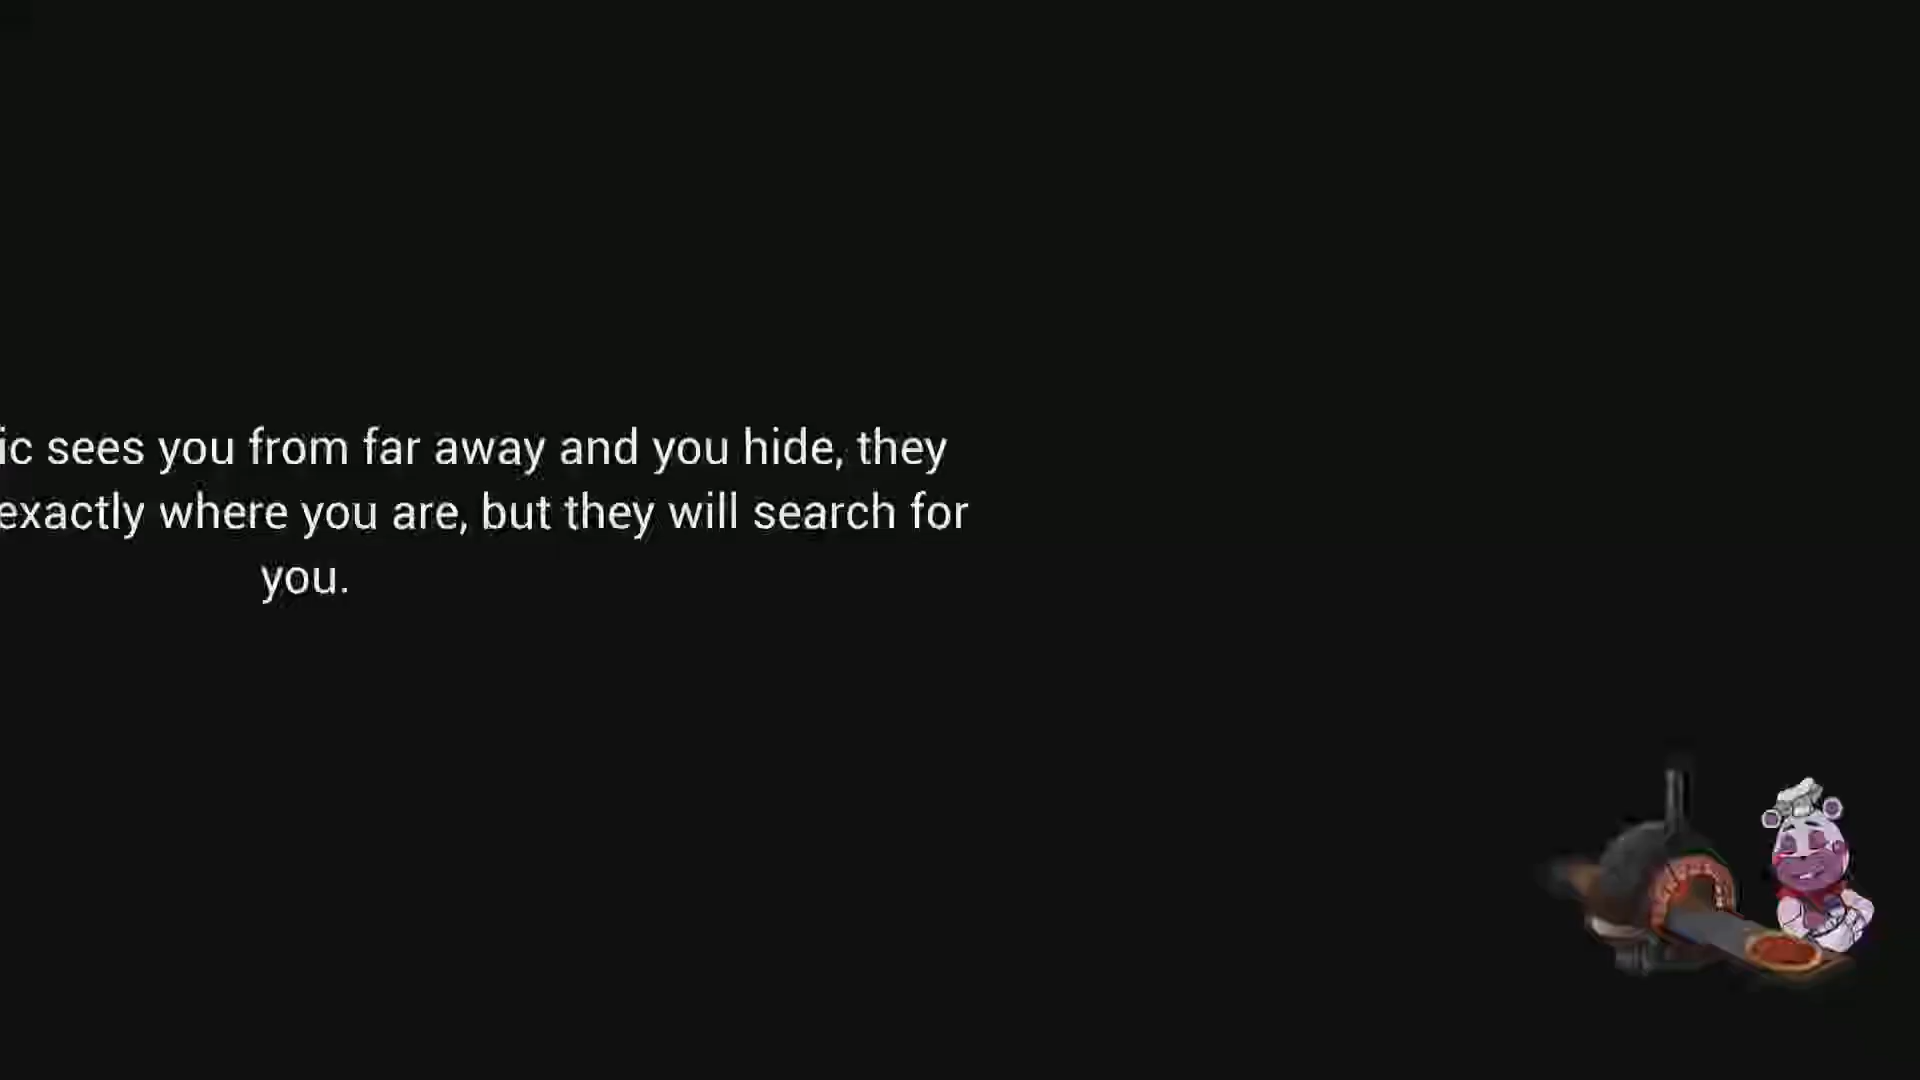 ic sees you from far away and you hide, they
exactly where you are, but they will search for
you.